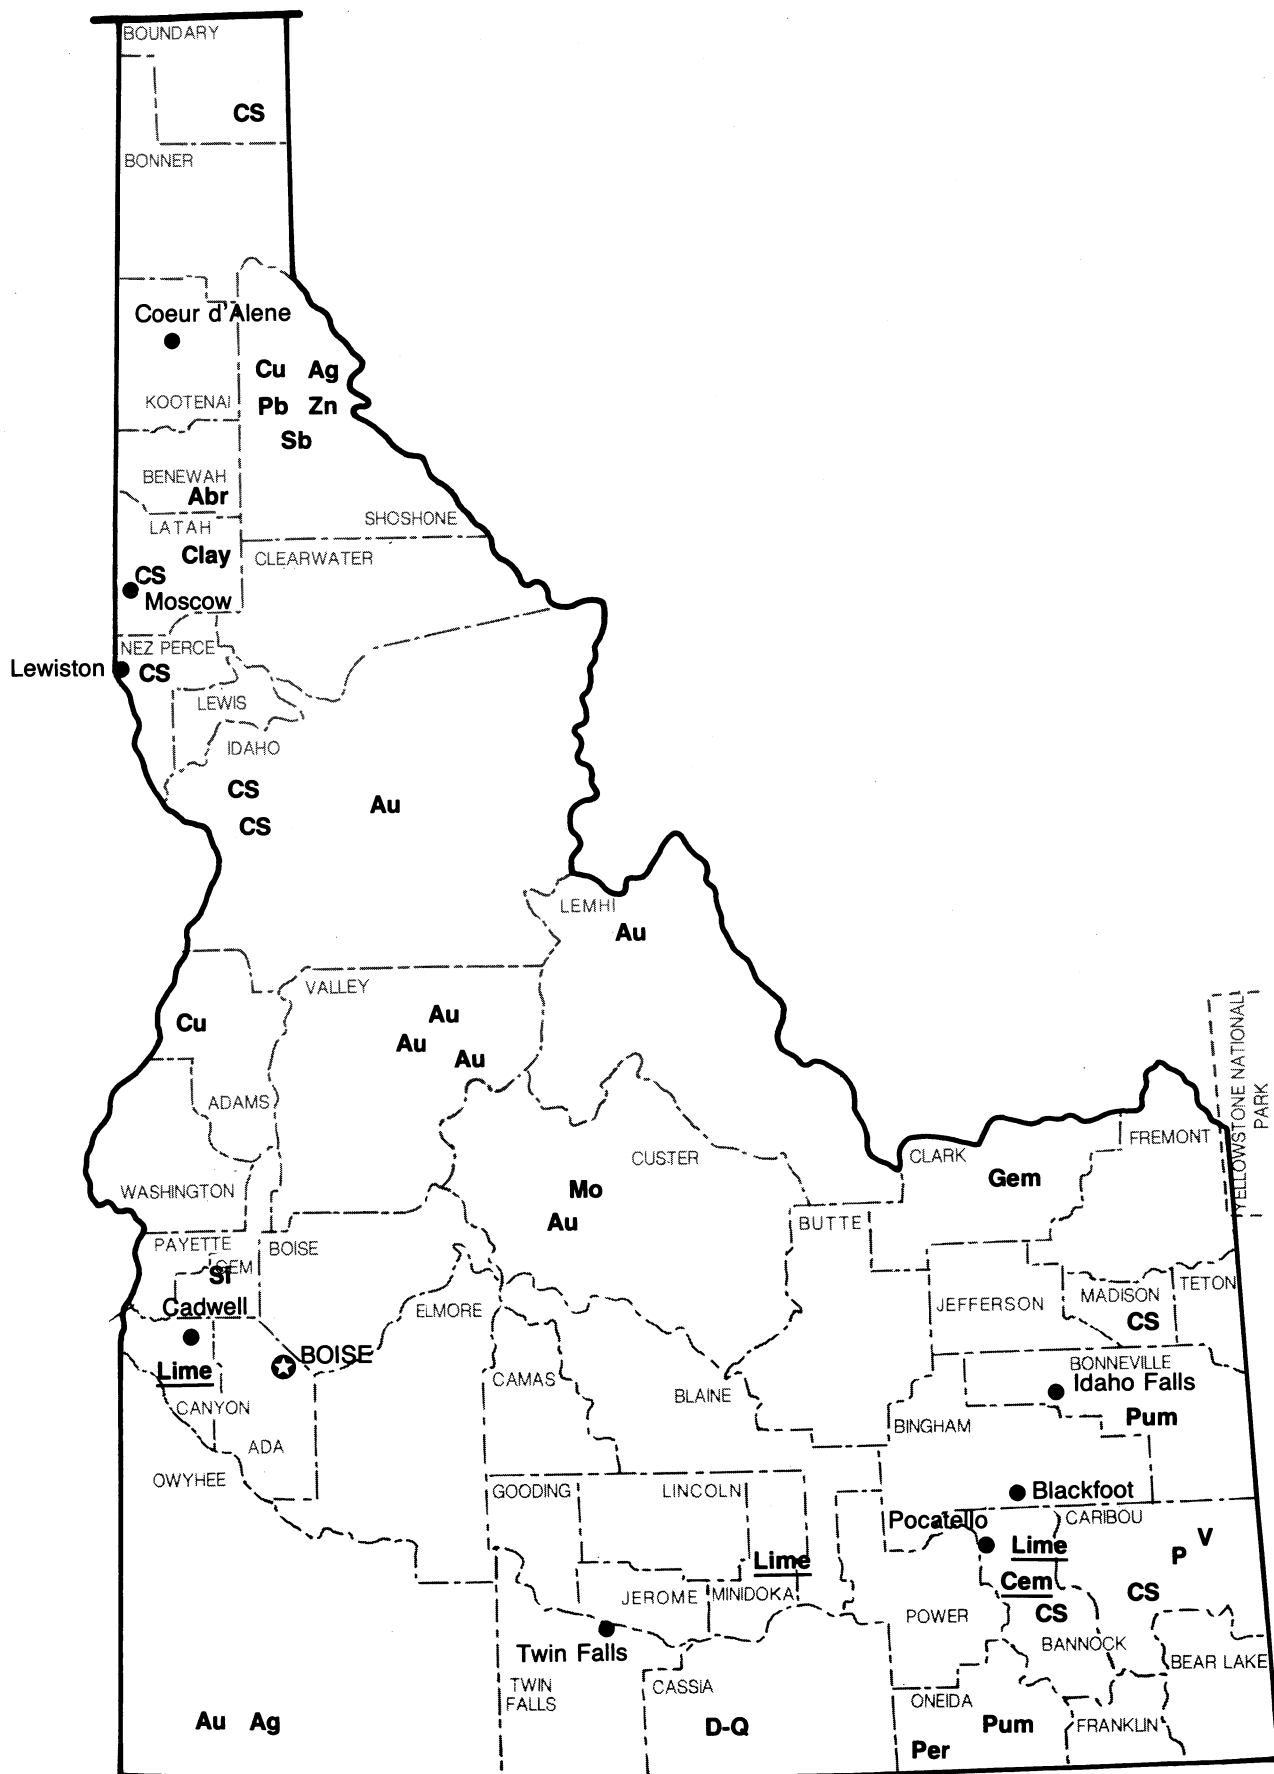 BOUNDARY
CS
BONNER
Coeur d'Alene
Cu Ag
KOOTENAI
Pb Zn
Sb
BENEWAH
Abr
SHOSHONE
LATAH
Clay
CLEARWATER
CS
Moscow
NEZ PERCE
Lewiston
CS
LEWIS
IDAHO
CS
Au
CS
LEMHI
Au
VALLEY
Au
Cu
Au
Au
ADAMS
YELLOWSTONE NATIONAL
PARK
FREMONT
CLARK
CUSTER
Gem
WASHINGTON
Mo
Au
BUTTE
PAYETTE
BOISE
GEM
Sf
TETON
MADISON
JEFFERSON
Cadwell
ELMORE
CS
BOISE
BONNEVILLE
Lime
CAMAS
Idaho Falls
BLAINE
CANYON
Pum
BINGHAM
ADA
OWYHEE
GOODING
LINCOLN
Blackfoot
Pocatello
CARIBOU
V
Lime
P
Lime
Cem
CS
JEROME
MINIDOKA
CS
POWER
BANNOCK
Twin Falls
BEAR LAKE
TWIN
FALLS
CASSIA
ONEIDA
Au Ag
D-Q
Pum
FRANKLIN
Per